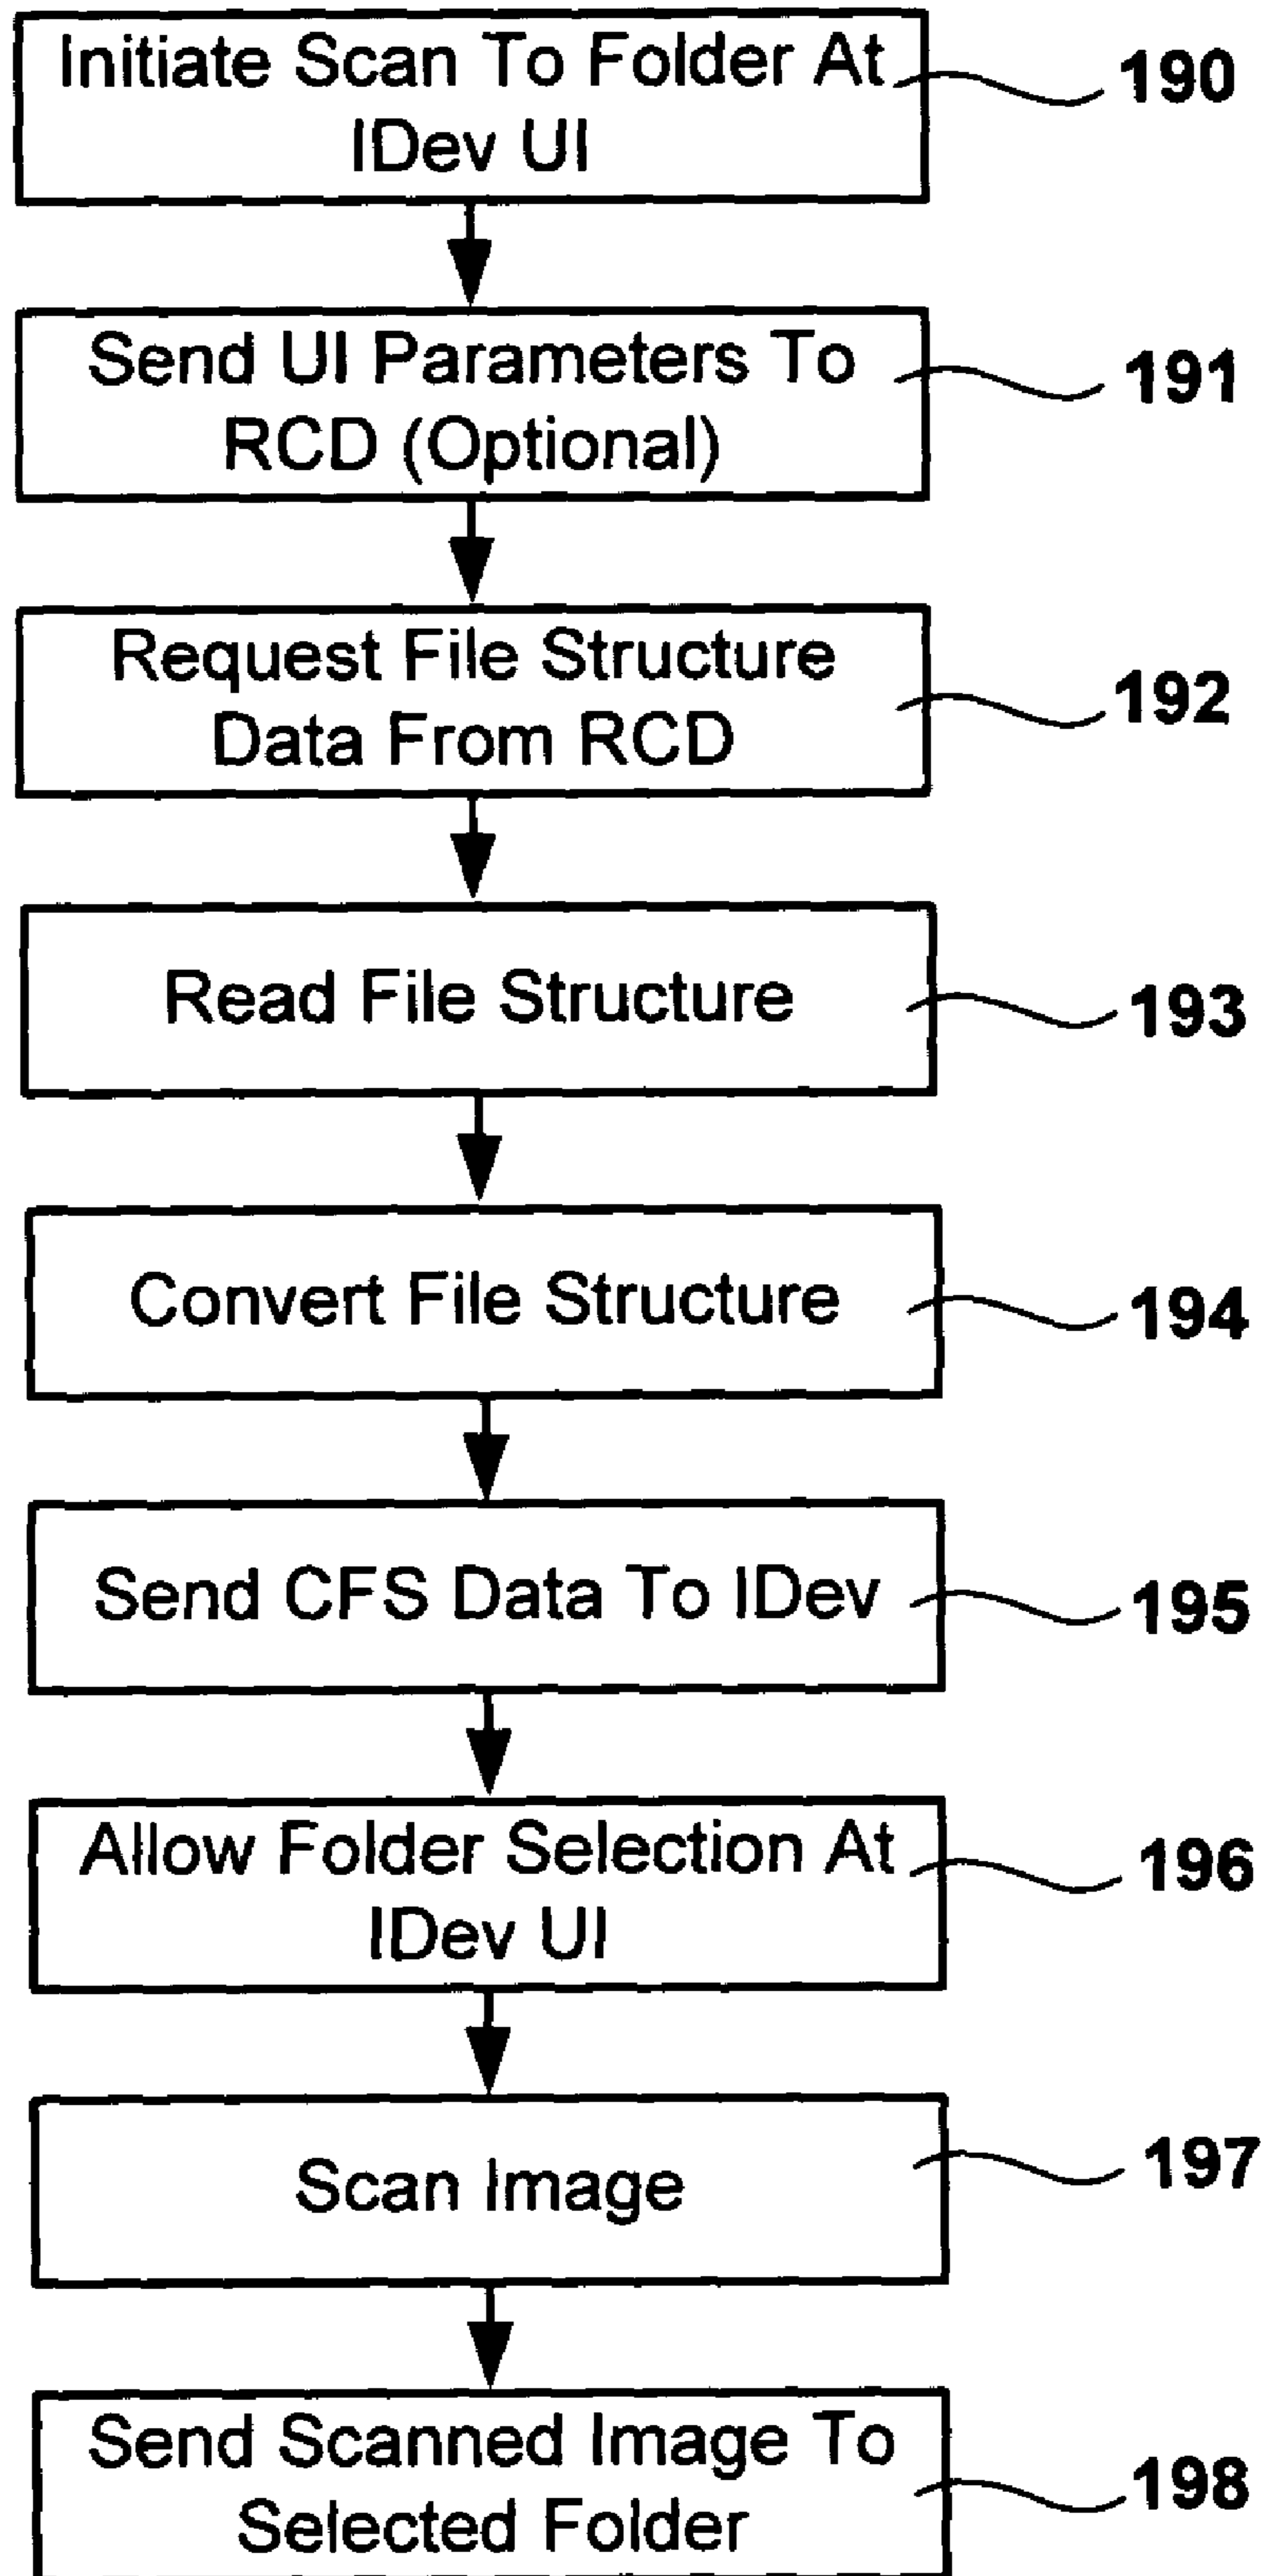 Initiate Scan To Folder At
IDev UI
190
Send UI Parameters To
RCD (Optional)
191
Request File Structure
Data From RCD
192
Read File Structure
193
Convert File Structure
194
Send CFS Data To IDev
195
Allow Folder Selection At
IDev UI
196
Scan Image
197
Send Scanned Image To
Selected Folder
198